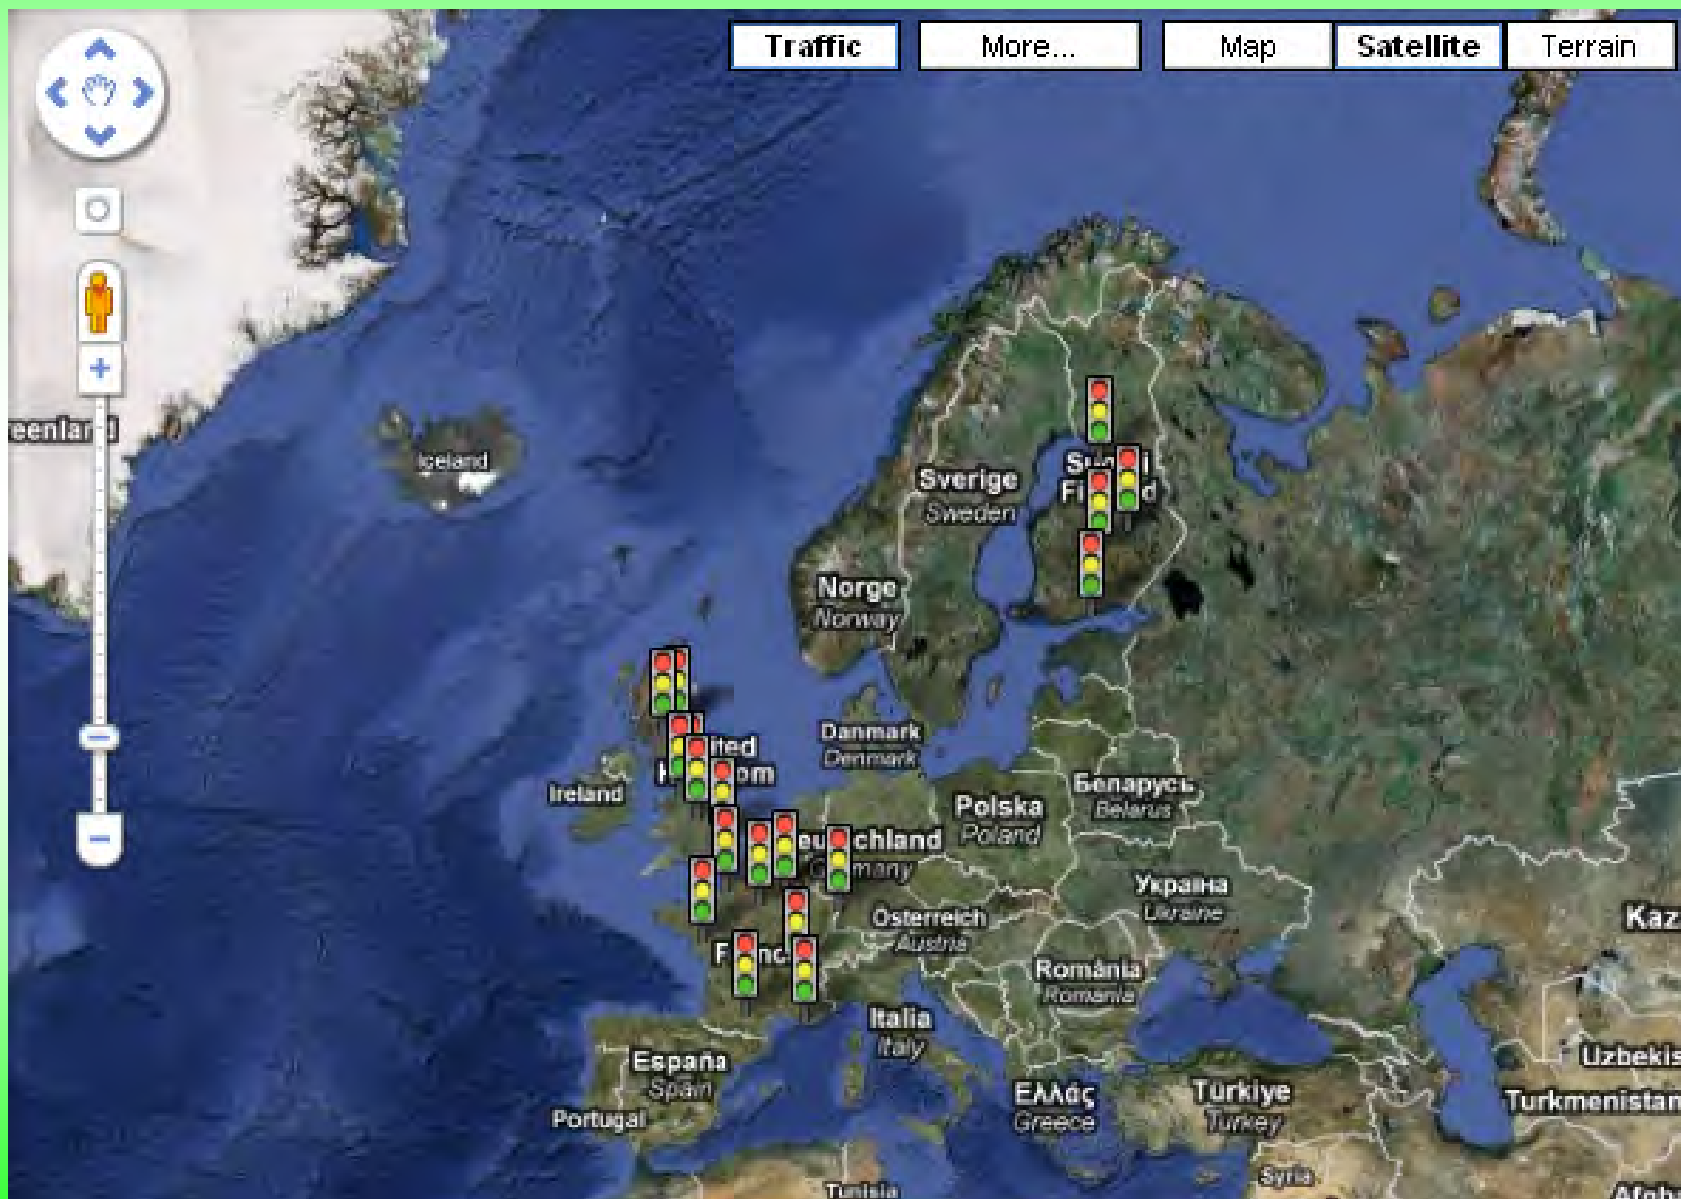 Traffic
More...
Map
Satellite
Terrain
Iceland
Sverige
Sweden
Norge
Norway
Danmark
Denmark
Ireland
Беларусь
Belarus
Polska
Poland
Україна
Ukraine
Österreich
Austria
România
Romania
Italia
Italy
España
Spain
Portugal
Ελλάς
Greece
Türkiye
Turkey
Turkmenistan
Syria
Tunisia